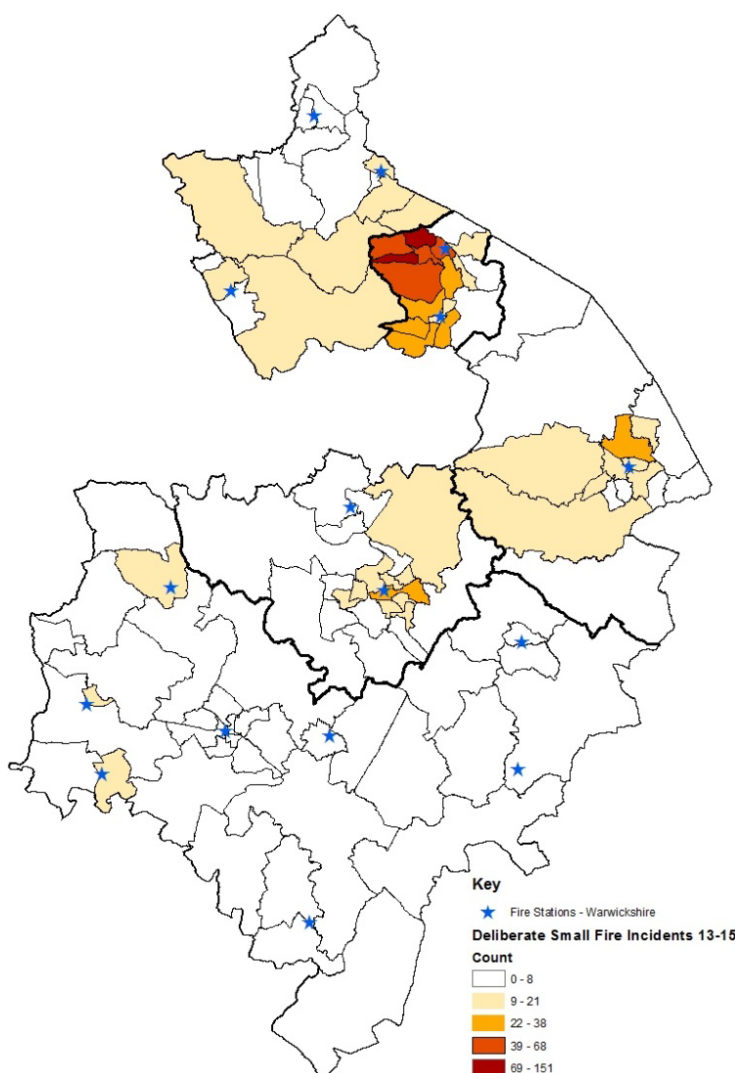 Key
Fire Stations - Warwickshire
Deliberate Small Fire Incidents 13-15
Count
0 - 8
9 - 21
22 - 38
39 - 68
69 - 151